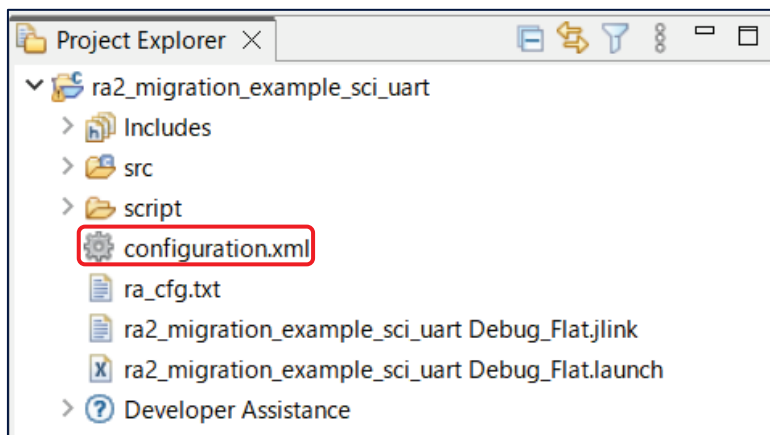 Project Explorer
ra2_migration_example_sci_uart
Includes
src
script
configuration.xml
ra_cfg.txt
ra2_migration_example_sci_uart Debug_Flat.jlink
ra2_migration_example_sci_uart Debug_Flat.launch
Developer Assistance